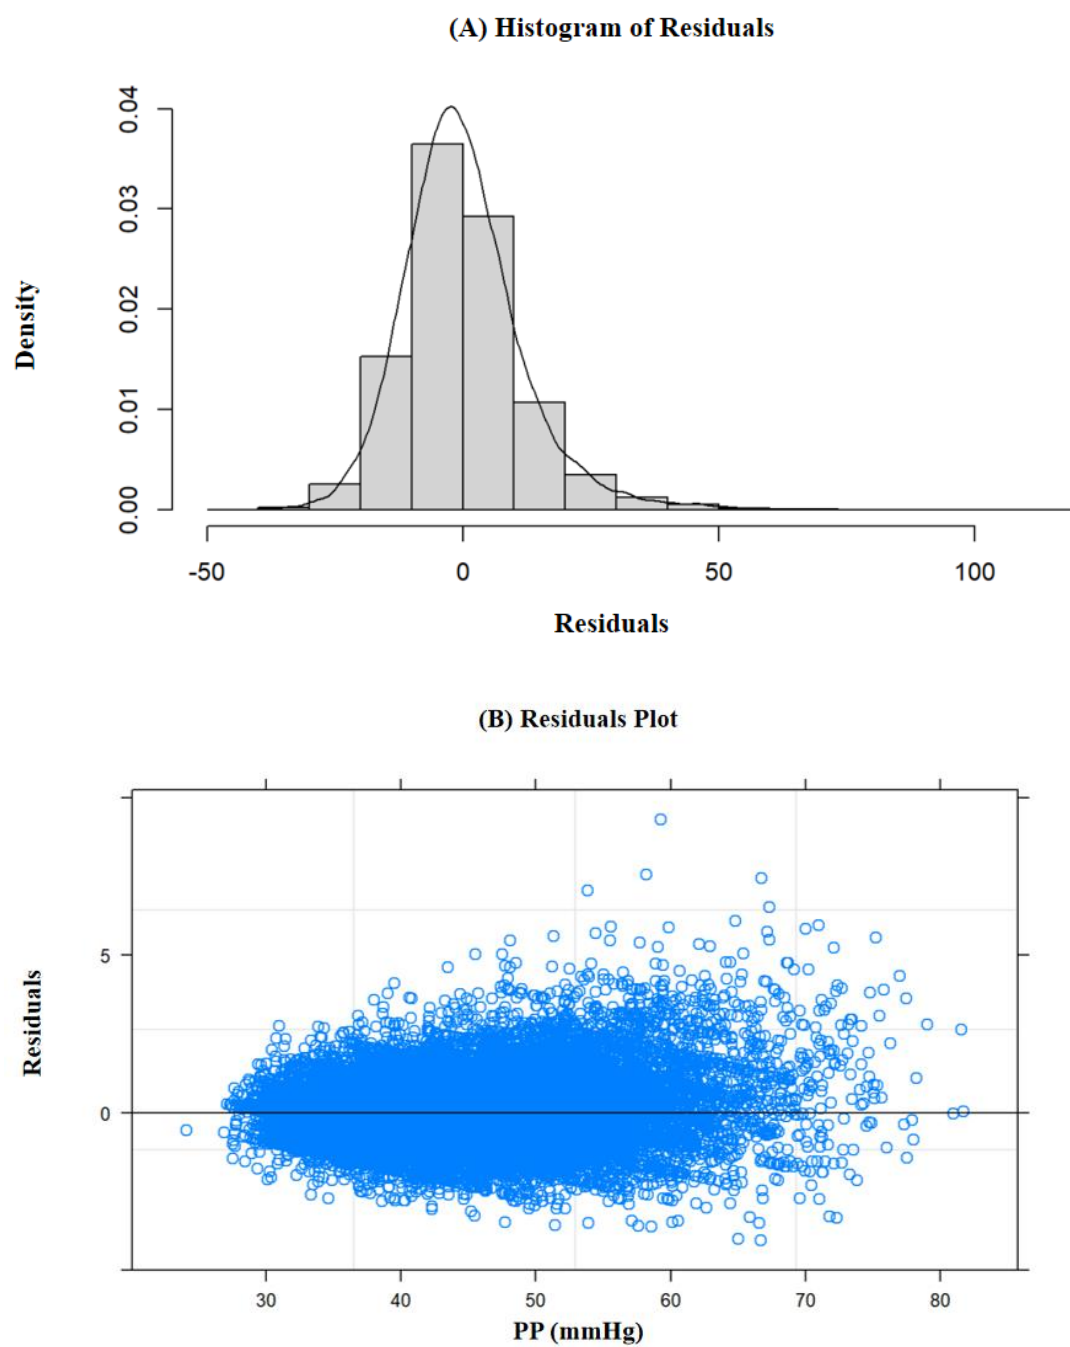 (A) Histogram of Residuals
0.04
0.03
0.02
0.01
0.00
Density
-50 0 50 100
Residuals
(B) Residuals Plot
5
0
Residuals
30 40 50 60 70 80
PP (mmHg)